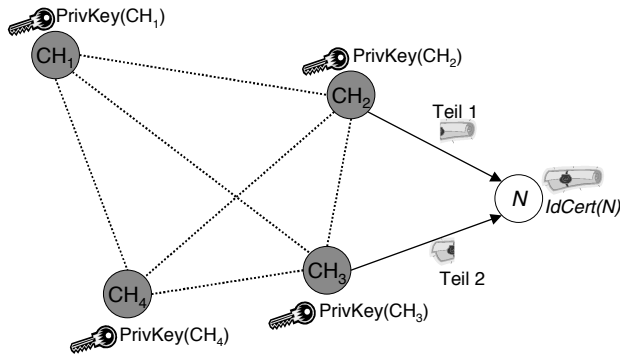 PrivKey(CH₁)
CH₁
PrivKey(CH₂)
CH₂
Teil 1
N
IdCert(N)
CH₃
Teil 2
CH₄
PrivKey(CH₃)
PrivKey(CH₄)